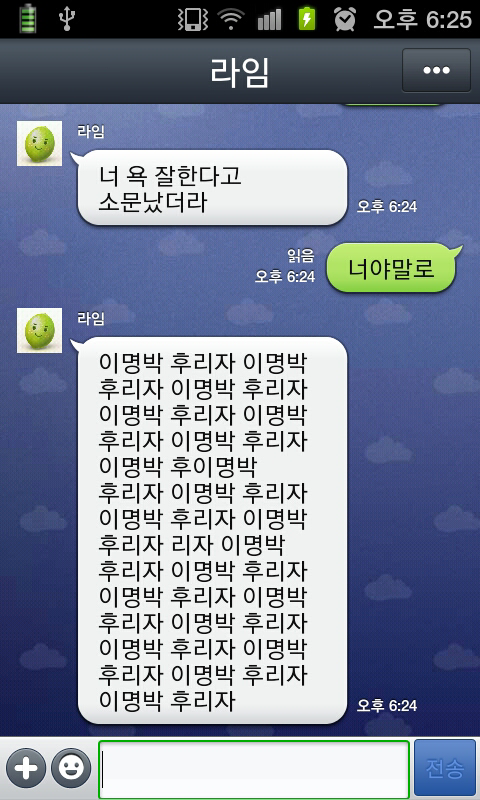 오후 6:25
라임
라임
너 욕 잘한다고
소문났더라
오후 6:24
읽음
오후 6:24
너야말로
라임
이명박 후리자 이명박
후리자 이명박 후리자
이명박 후리자 이명박
후리자 이명박 후리자
이명박 후이명박
후리자 이명박 후리자
이명박 후리자 이명박
후리자 리자 이명박
후리자 이명박 후리자
이명박 후리자 이명박
후리자 이명박 후리자
이명박 후리자 이명박
후리자 이명박 후리자
이명박 후리자
오후 6:24
전송